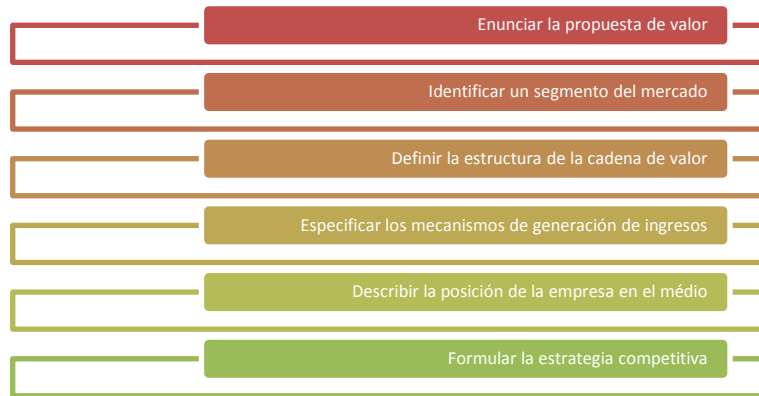 Enunciar la propuesta de valor
Identificar un segmento del mercado
Definir la estructura de la cadena de valor
Especificar los mecanismos de generación de ingresos
Describir la posición de la empresa en el médio
Formular la estrategia competitiva